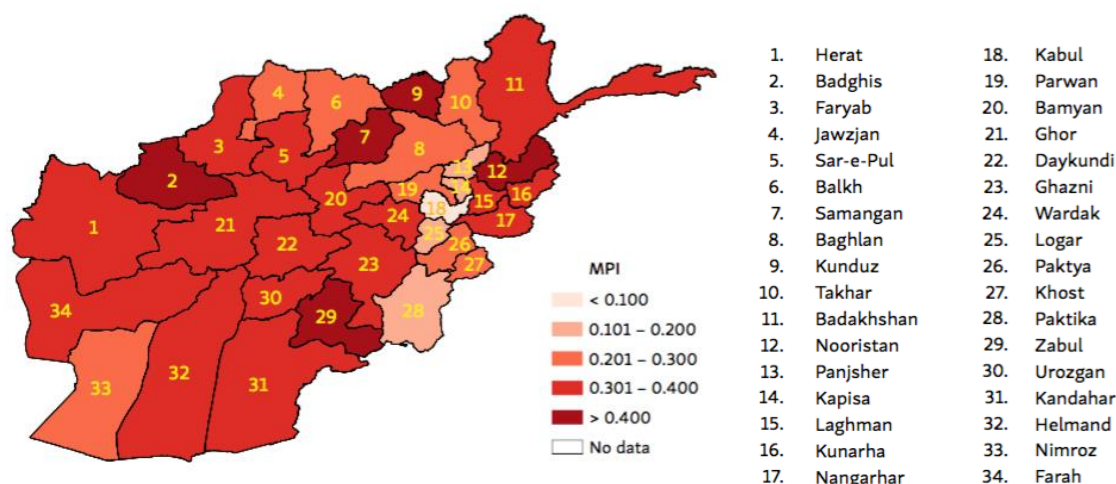 4
6
9
10
11
3
5
7
8
13
12
2
19
14
20
18
15
16
1
21
24
17
22
25
26
23
27
30
28
34
29
33
32
31
MPI
< 0.100
0.101 – 0.200
0.201 – 0.300
0.301 – 0.400
> 0.400
No data
1. Herat
2. Badghis
3. Faryab
4. Jawzjan
5. Sar-e-Pul
6. Balkh
7. Samangan
8. Baghlan
9. Kunduz
10. Takhar
11. Badakhshan
12. Nooristan
13. Panjsher
14. Kapisa
15. Laghman
16. Kunarha
17. Nangarhar
18. Kabul
19. Parwan
20. Bamyan
21. Ghor
22. Daykundi
23. Ghazni
24. Wardak
25. Logar
26. Paktya
27. Khost
28. Paktika
29. Zabul
30. Urozgan
31. Kandahar
32. Helmand
33. Nimroz
34. Farah